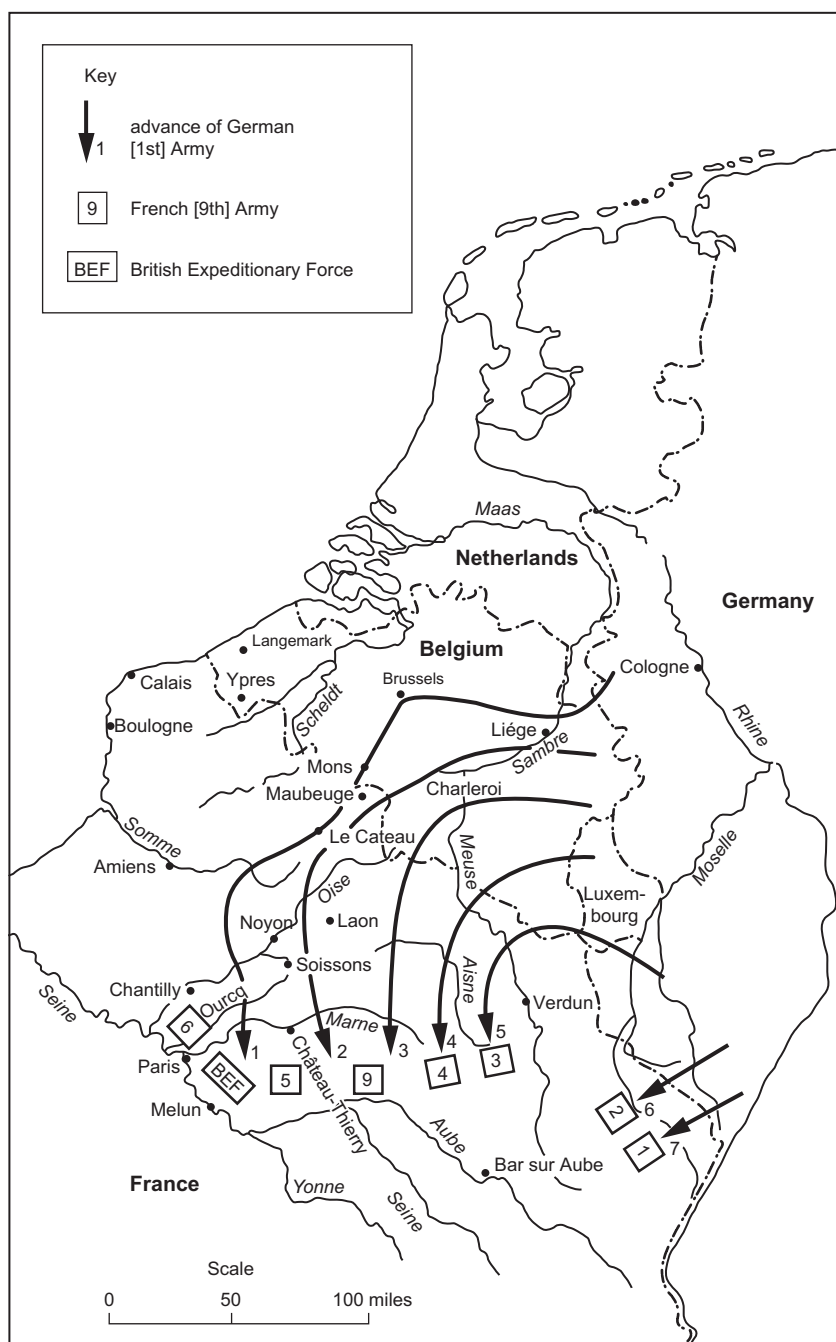 Key
1
advance of German
[1st] Army
9
French [9th] Army
BEF
British Expeditionary Force
Maas
Netherlands
Germany
Langemark
Belgium
Cologne
Calais
Ypres
Brussels
Scheldt
Boulogne
Liége
Rhine
Sambre
Mons
Maubeuge
Charleroi
Somme
Le Cateau
Meuse
Moselle
Amiens
Oise
Luxem-
bourg
Noyon
Laon
Soissons
Aisne
Chantilly
Ourcq
Verdun
Seine
6
Marne
Paris
1
2
3
4
5
BEF
5
Château-Thierry
9
4
3
2
6
Melun
1
7
Aube
Bar sur Aube
France
Yonne
Seine
Scale
0
50
100 miles